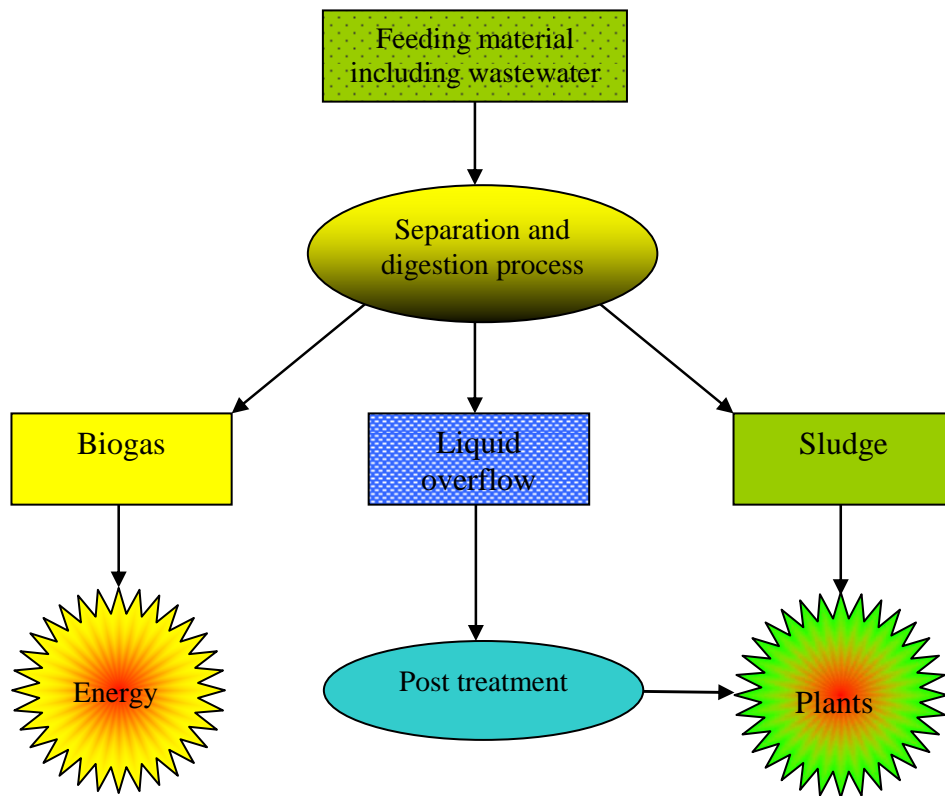 Feeding material
including wastewater
Separation and
digestion process
Biogas
Liquid
overflow
Sludge
Energy
Post treatment
Plants